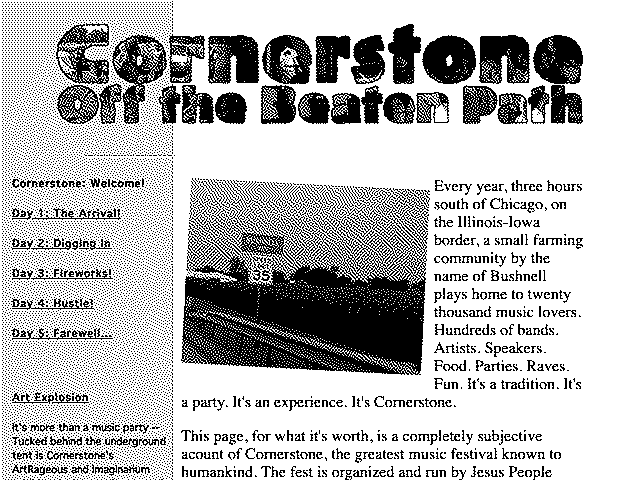 Cornerstone
Off the Beaten Path
Cornerstone: Welcome!
Day 1: The Arrival!
Day 2: Digging In
Day 3: Fireworks!
Day 4: Hustle!
Day 5: Farewell...
Art Explosion
It's more than a music party --
Tucked behind the underground
tent is Cornerstone's
ArtRageous and Imaginarium
35
Every year, three hours
south of Chicago, on
the Illinois-Iowa
border, a small farming
community by the
name of Bushnell
plays home to twenty
thousand music lovers.
Hundreds of bands.
Artists. Speakers.
Food. Parties. Raves.
Fun. It's a tradition. It's
a party. It's an experience. It's Cornerstone.
This page, for what it's worth, is a completely subjective
acount of Cornerstone, the greatest music festival known to
humankind. The fest is organized and run by Jesus People